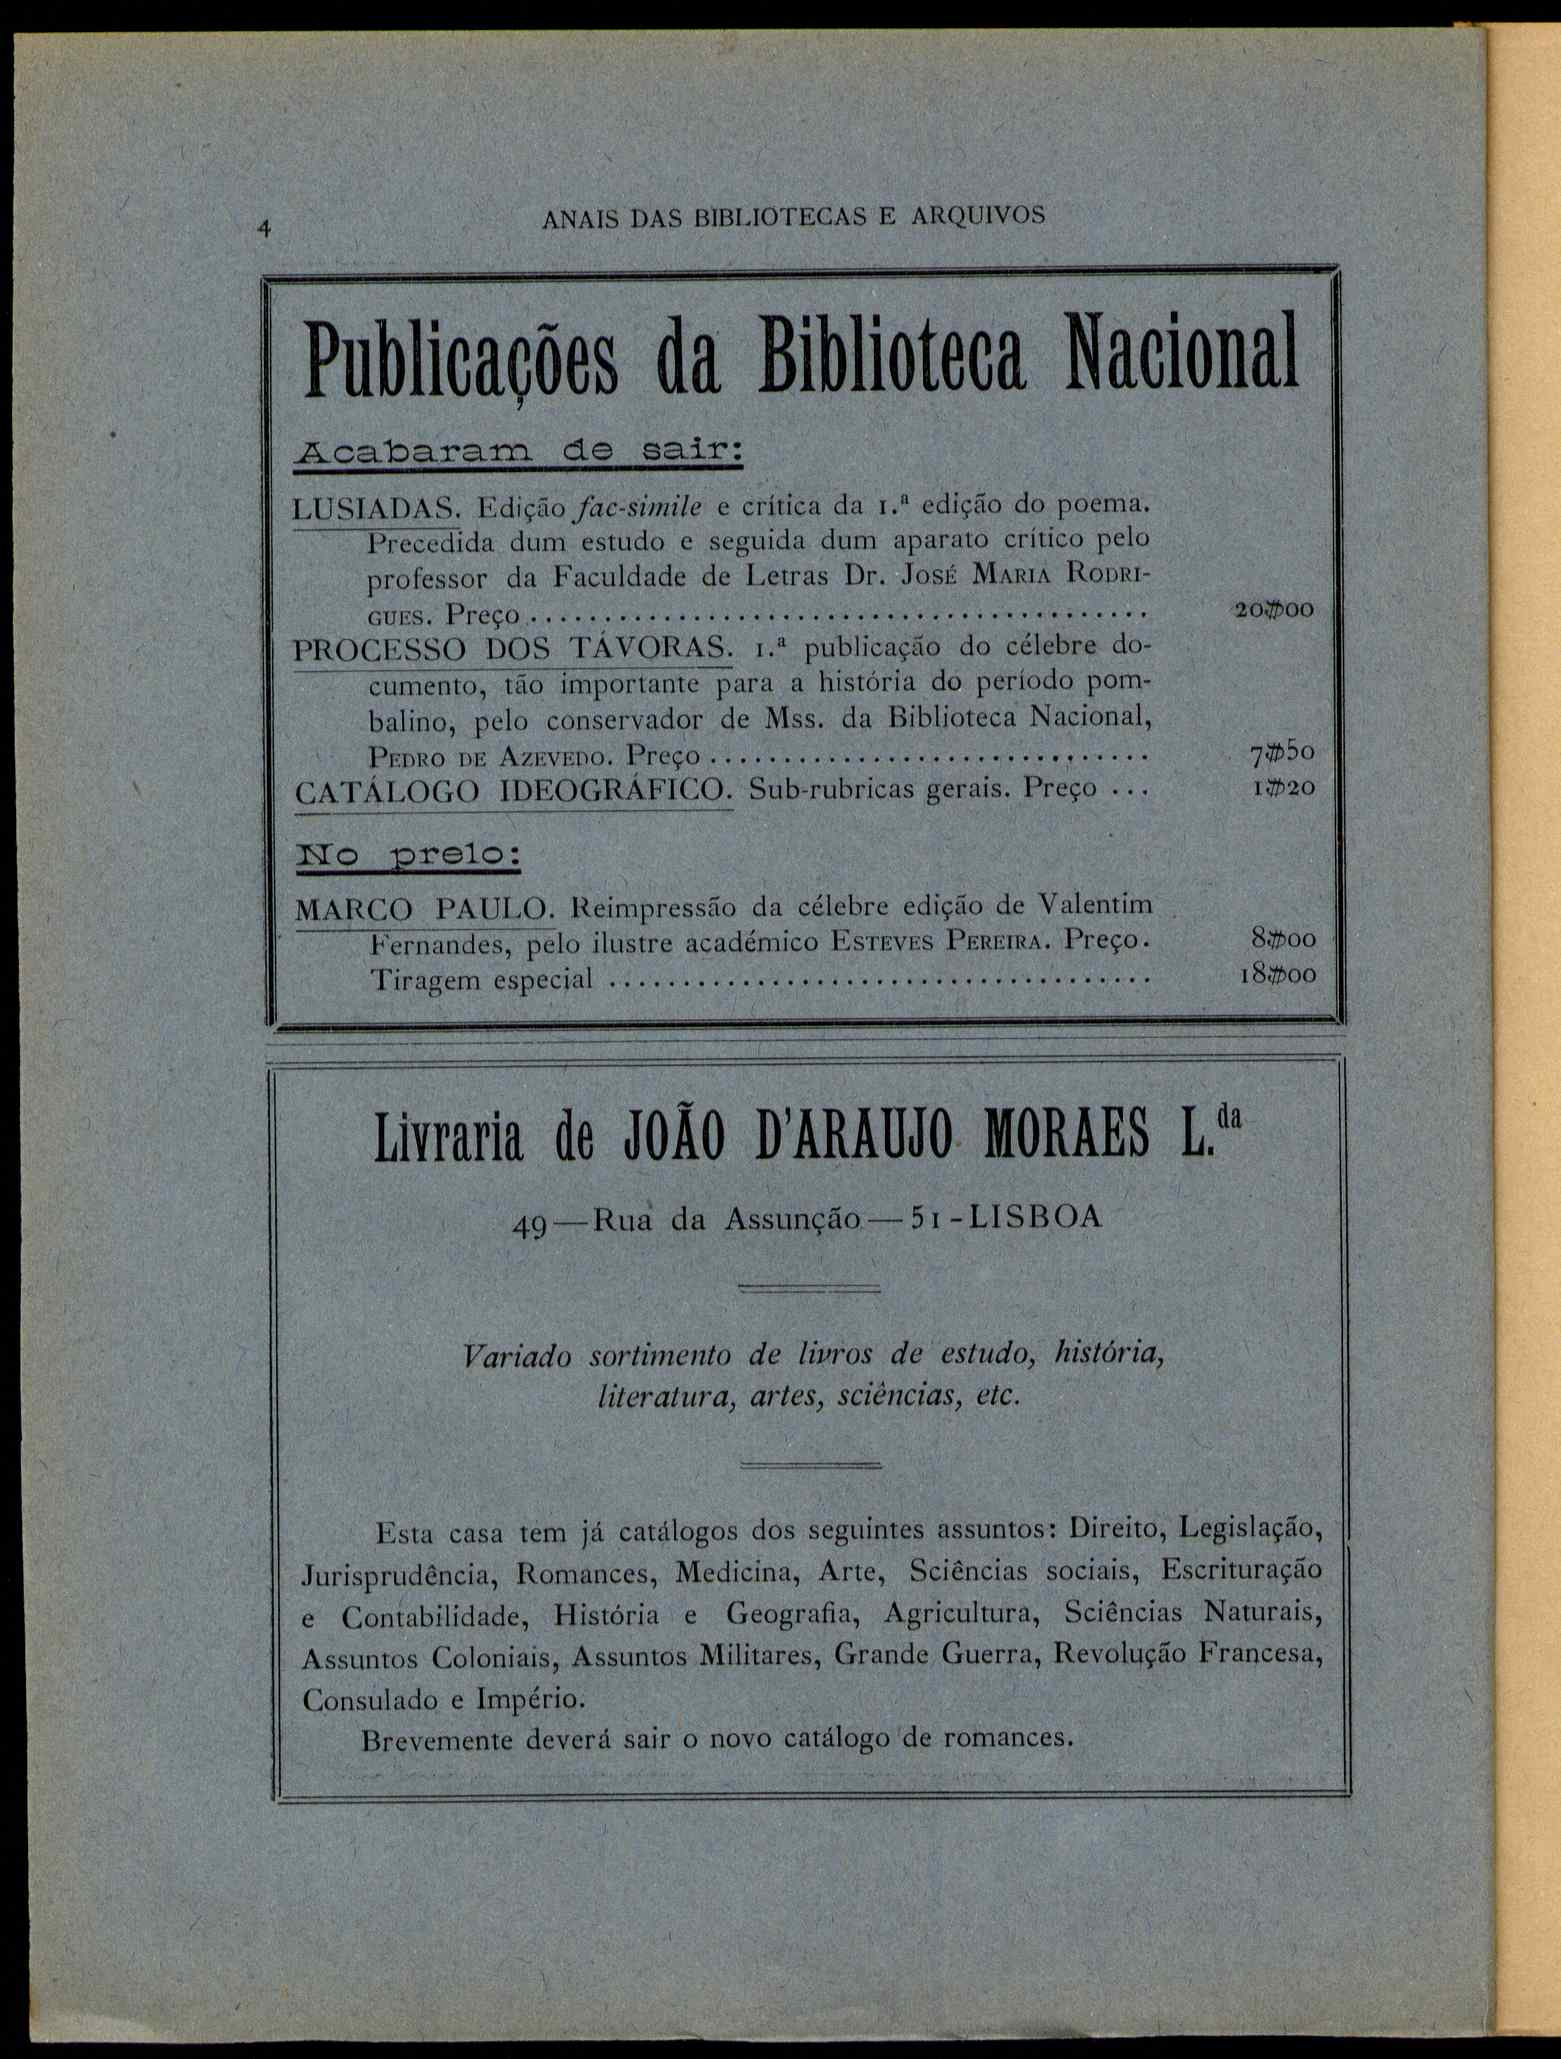 4
ANAIS DAS BIBLIOTECAS E ARQUIVOS
Publicações da Biblioteca Nacional
Acabaram de sair:
LUSIADAS. Edição fac-simile e crítica da 1.ª edição do poema.
Precedida dum estudo e seguida dum aparato crítico pelo
professor da Faculdade de Letras Dr. José Maria Rodri-
gues. Preço .......................................... 20$00
PROCESSO DOS TÁVORAS. 1.ª publicação do célebre do-
cumento, tão importante para a história do período pom-
balino, pelo conservador de Mss. da Biblioteca Nacional,
Pedro de Azevedo. Preço .............................. 7$50
CATÁLOGO IDEOGRÁFICO. Sub-rubricas gerais. Preço ... 1$20
No prelo:
MARCO PAULO. Reimpressão da célebre edição de Valentim
Fernandes, pelo ilustre académico Esteves Pereira. Preço. 8$00
Tiragem especial ..................................... 18$00
Livraria de JOÃO D'ARAUJO MORAES L.da
49—Rua da Assunção—51-LISBOA
Variado sortimento de livros de estudo, história,
literatura, artes, sciências, etc.
Esta casa tem já catálogos dos seguintes assuntos: Direito, Legislação,
Jurisprudência, Romances, Medicina, Arte, Sciências sociais, Escrituração
e Contabilidade, História e Geografia, Agricultura, Sciências Naturais,
Assuntos Coloniais, Assuntos Militares, Grande Guerra, Revolução Francesa,
Consulado e Império.
Brevemente deverá sair o novo catálogo de romances.